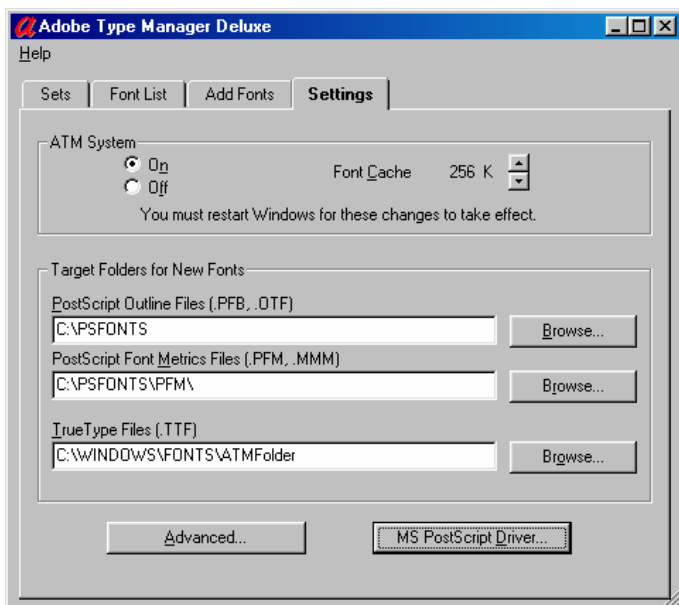 Adobe Type Manager Deluxe
Help
Sets Font List Add Fonts Settings
ATM System
On
Off
Font Cache 256 K
You must restart Windows for these changes to take effect.
Target Folders for New Fonts
PostScript Outline Files (.PFB, .OTF)
C:\PSFONTS Browse...
PostScript Font Metrics Files (.PFM, .MMM)
C:\PSFONTS\PFM\ Browse...
TrueType Files (.TTF)
C:\WINDOWS\FONTS\ATMFolder Browse...
Advanced... MS PostScript Driver...